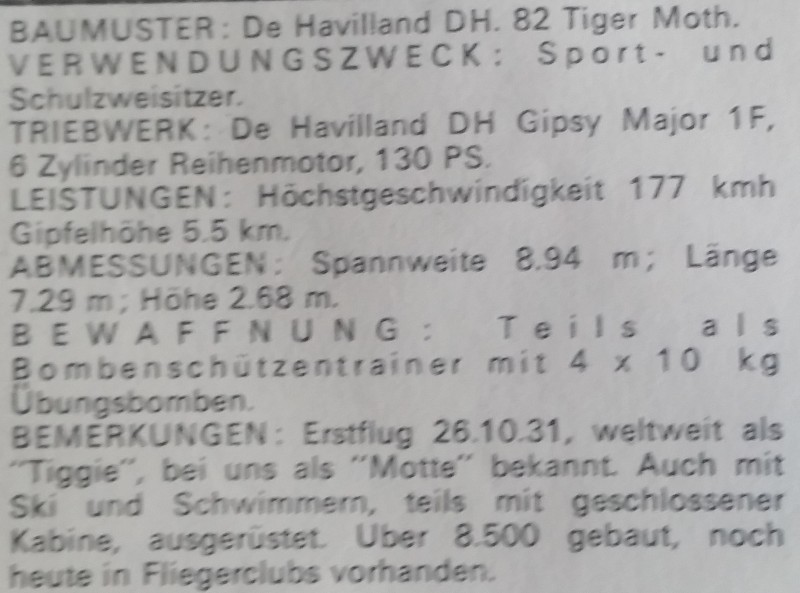 BAUMUSTER: De Havilland DH. 82 Tiger Moth.
VERWENDUNGSZWECK: Sport- und
Schulzweisitzer.
TRIEBWERK: De Havilland DH Gipsy Major 1F,
6 Zylinder Reihenmotor, 130 PS.
LEISTUNGEN: Höchstgeschwindigkeit 177 kmh
Gipfelhöhe 5.5 km.
ABMESSUNGEN: Spannweite 8.94 m; Länge
7.29 m; Höhe 2.68 m.
BEWAFFNUNG: Teils als
Bombenschützentrainer mit 4 x 10 kg
Übungsbomben.
BEMERKUNGEN: Erstflug 26.10.31, weltweit als
"Tiggie", bei uns als "Motte" bekannt. Auch mit
Ski und Schwimmern, teils mit geschlossener
Kabine, ausgerüstet. Uber 8.500 gebaut, noch
heute in Fliegerclubs vorhanden.